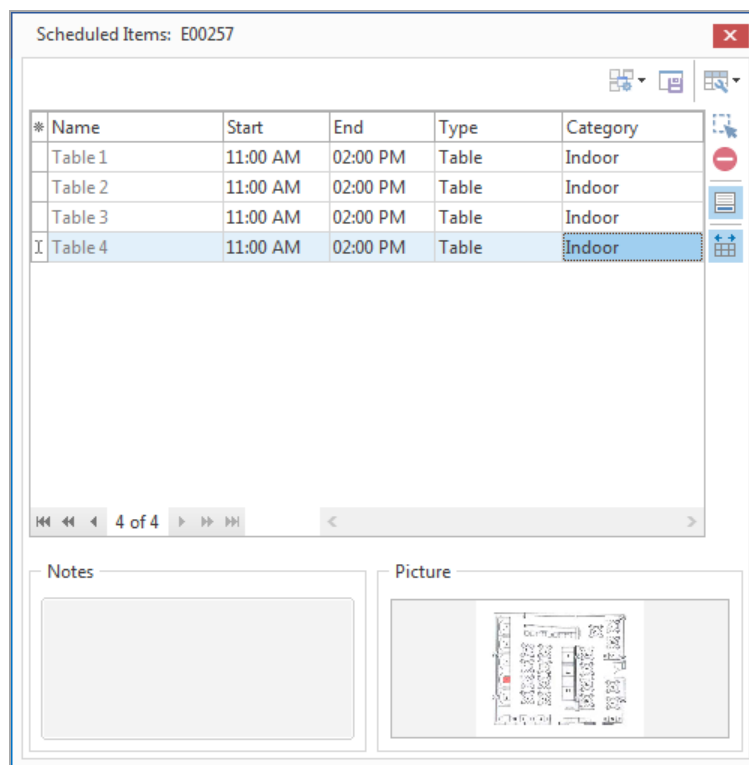 Scheduled Items: E00257
Name Start End Type Category
Table 1 11:00 AM 02:00 PM Table Indoor
Table 2 11:00 AM 02:00 PM Table Indoor
Table 3 11:00 AM 02:00 PM Table Indoor
Table 4 11:00 AM 02:00 PM Table Indoor
4 of 4
Notes Picture